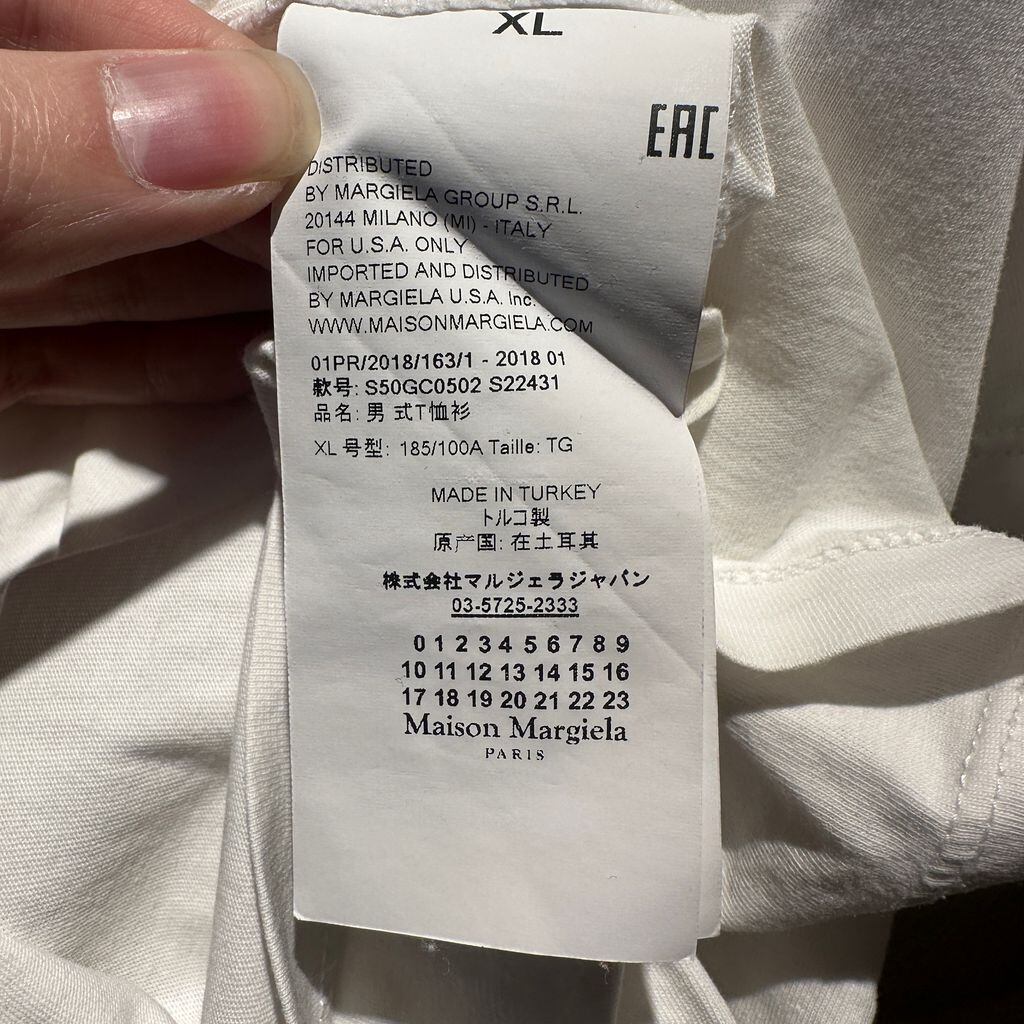 XL
EAC
DISTRIBUTED
BY MARGIELA GROUP S.R.L.
20144 MILANO (MI) - ITALY
FOR U.S.A. ONLY
IMPORTED AND DISTRIBUTED
BY MARGIELA U.S.A. Inc.
WWW.MAISONMARGIELA.COM
01PR/2018/163/1 - 2018 01
款号: S50GC0502 S22431
品名: 男 式T恤衫
XL 号型: 185/100A Taille: TG
MADE IN TURKEY
トルコ製
原产国: 在土耳其
株式会社マルジェラジャパン
03-5725-2333
0 1 2 3 4 5 6 7 8 9
10 11 12 13 14 15 16
17 18 19 20 21 22 23
Maison Margiela
PARIS